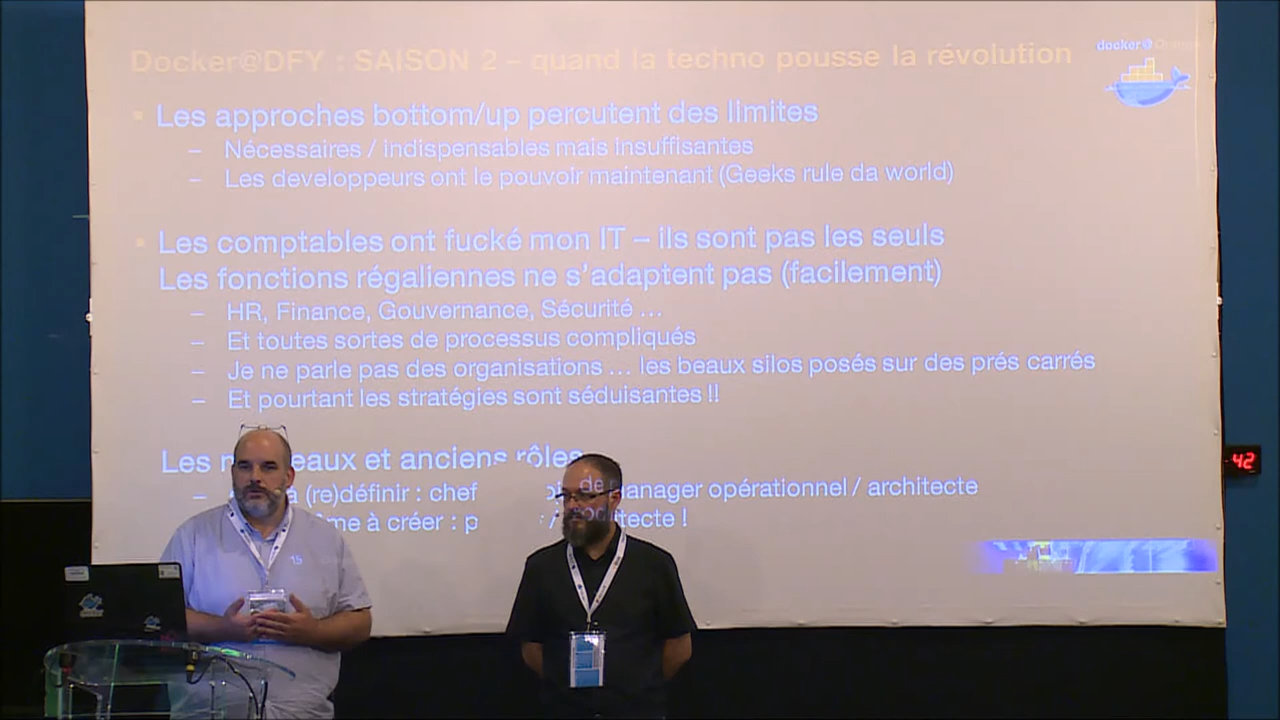 Docker@DFY : SAISON 2 – quand la techno pousse la révolution
docker@Orange
Les approches bottom/up percutent des limites
– Nécessaires / indispensables mais insuffisantes
– Les developpeurs ont le pouvoir maintenant (Geeks rule da world)
Les comptables ont fucké mon IT – ils sont pas les seuls
Les fonctions régaliennes ne s'adaptent pas (facilement)
– HR, Finance, Gouvernance, Sécurité ...
– Et toutes sortes de processus compliqués
– Je ne parle pas des organisations ... les beaux silos posés sur des prés carrés
– Et pourtant les stratégies sont séduisantes !!
Les et anciens rôles
– (re)définir : chef de manager opérationnel / architecte
à créer : /
15
42